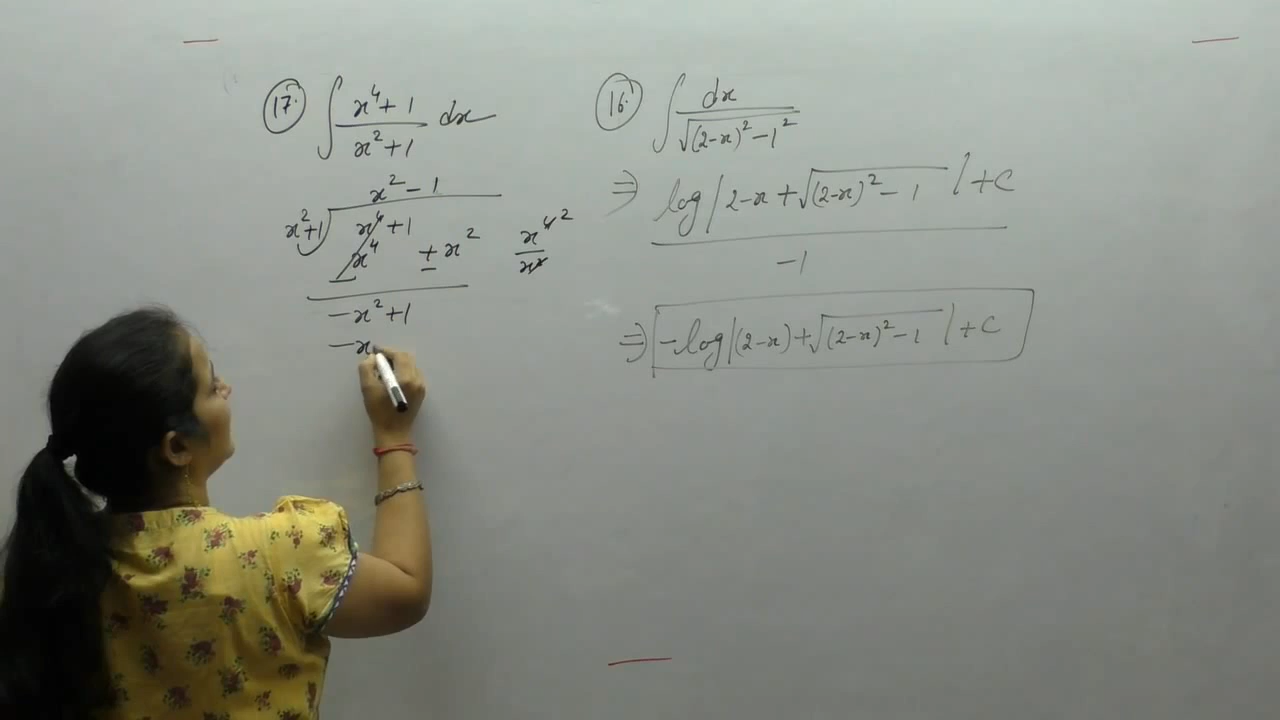 17. ∫ x⁴+1 / x²+1 dx
x² - 1
x²+1 ) x⁴+1
x⁴ + x²
-
-
x⁴ 2 / x²
-x²+1
-x
16. ∫ dx / √(2-x)² - 1²
⇒ log|2-x + √(2-x)² - 1 | + C / -1
⇒ -log|(2-x) + √(2-x)² - 1 | + C